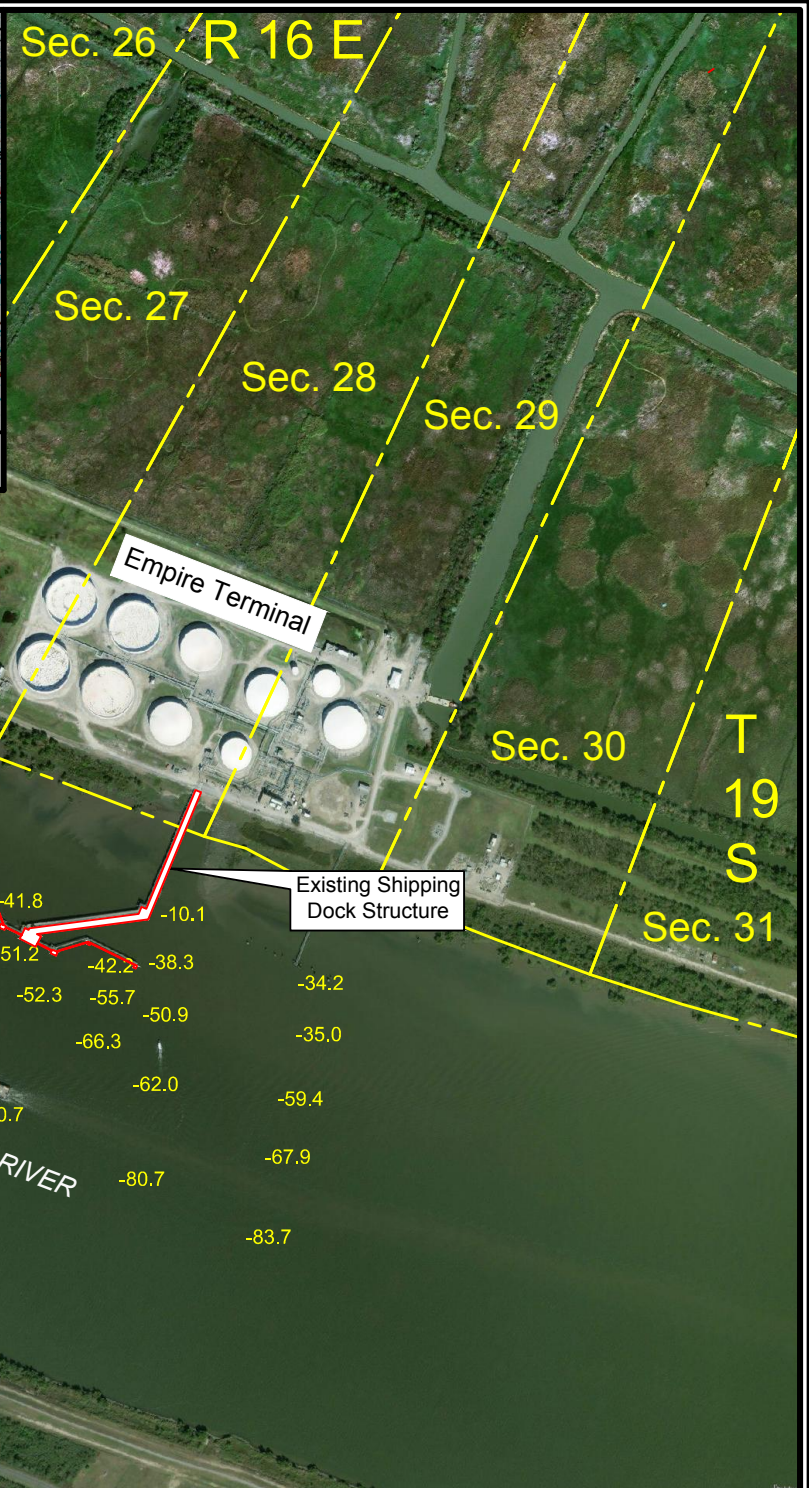 Sec. 26
R 16 E
Sec. 27
Sec. 28
Sec. 29
Empire Terminal
Sec. 30
T
19
S
Existing Shipping
Dock Structure
Sec. 31
-41.8
-10.1
51.2
-42.2
-38.3
-34.2
-52.3
-55.7
-50.9
-35.0
-66.3
-62.0
-59.4
0.7
-67.9
RIVER
-80.7
-83.7